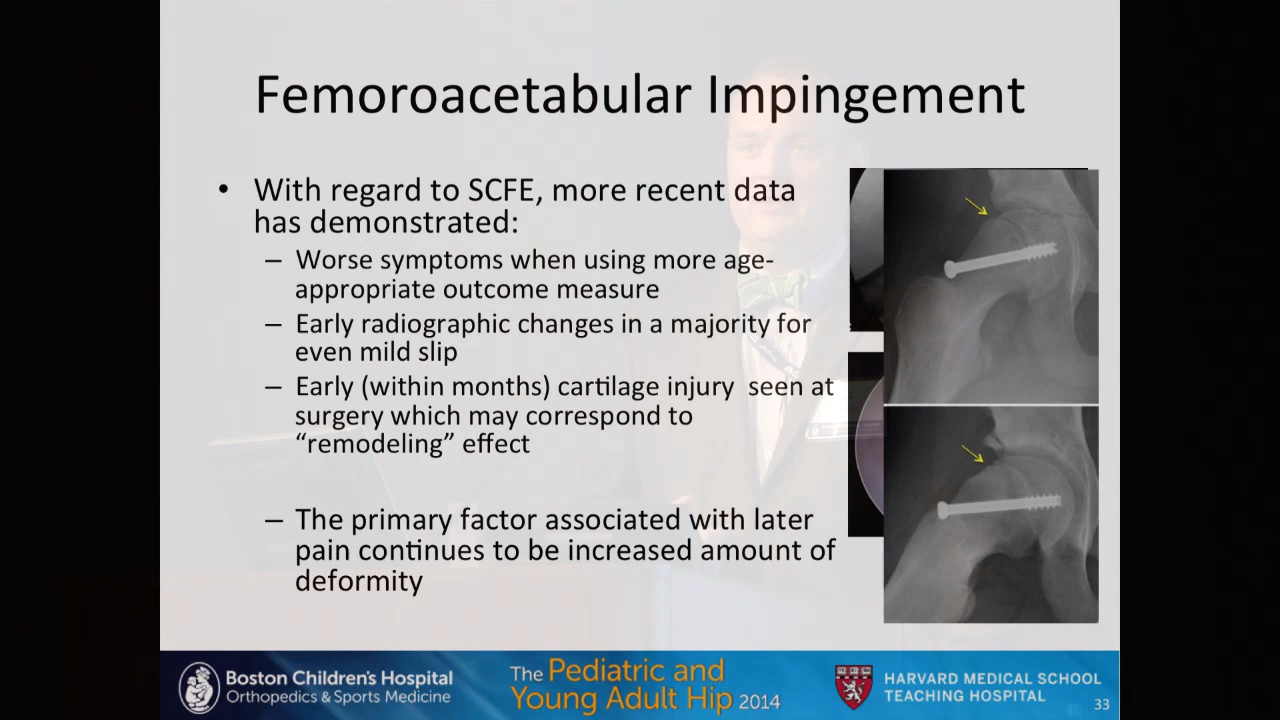 Femoroacetabular Impingement
• With regard to SCFE, more recent data
has demonstrated:
– Worse symptoms when using more age-
appropriate outcome measure
– Early radiographic changes in a majority for
even mild slip
– Early (within months) cartilage injury  seen at
surgery which may correspond to
“remodeling” effect
– The primary factor associated with later
pain continues to be increased amount of
deformity
Boston Children's Hospital
Orthopedics & Sports Medicine
The Pediatric and
Young Adult Hip 2014
HARVARD MEDICAL SCHOOL
TEACHING HOSPITAL
33